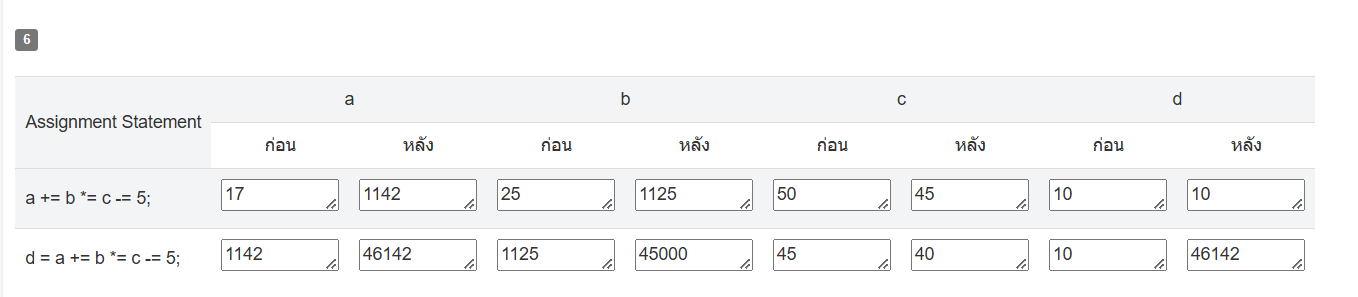 6
Assignment Statement a b c d
ก่อน หลัง ก่อน หลัง ก่อน หลัง ก่อน หลัง
a += b *= c -= 5; 17 1142 25 1125 50 45 10 10
d = a += b *= c -= 5; 1142 46142 1125 45000 45 40 10 46142